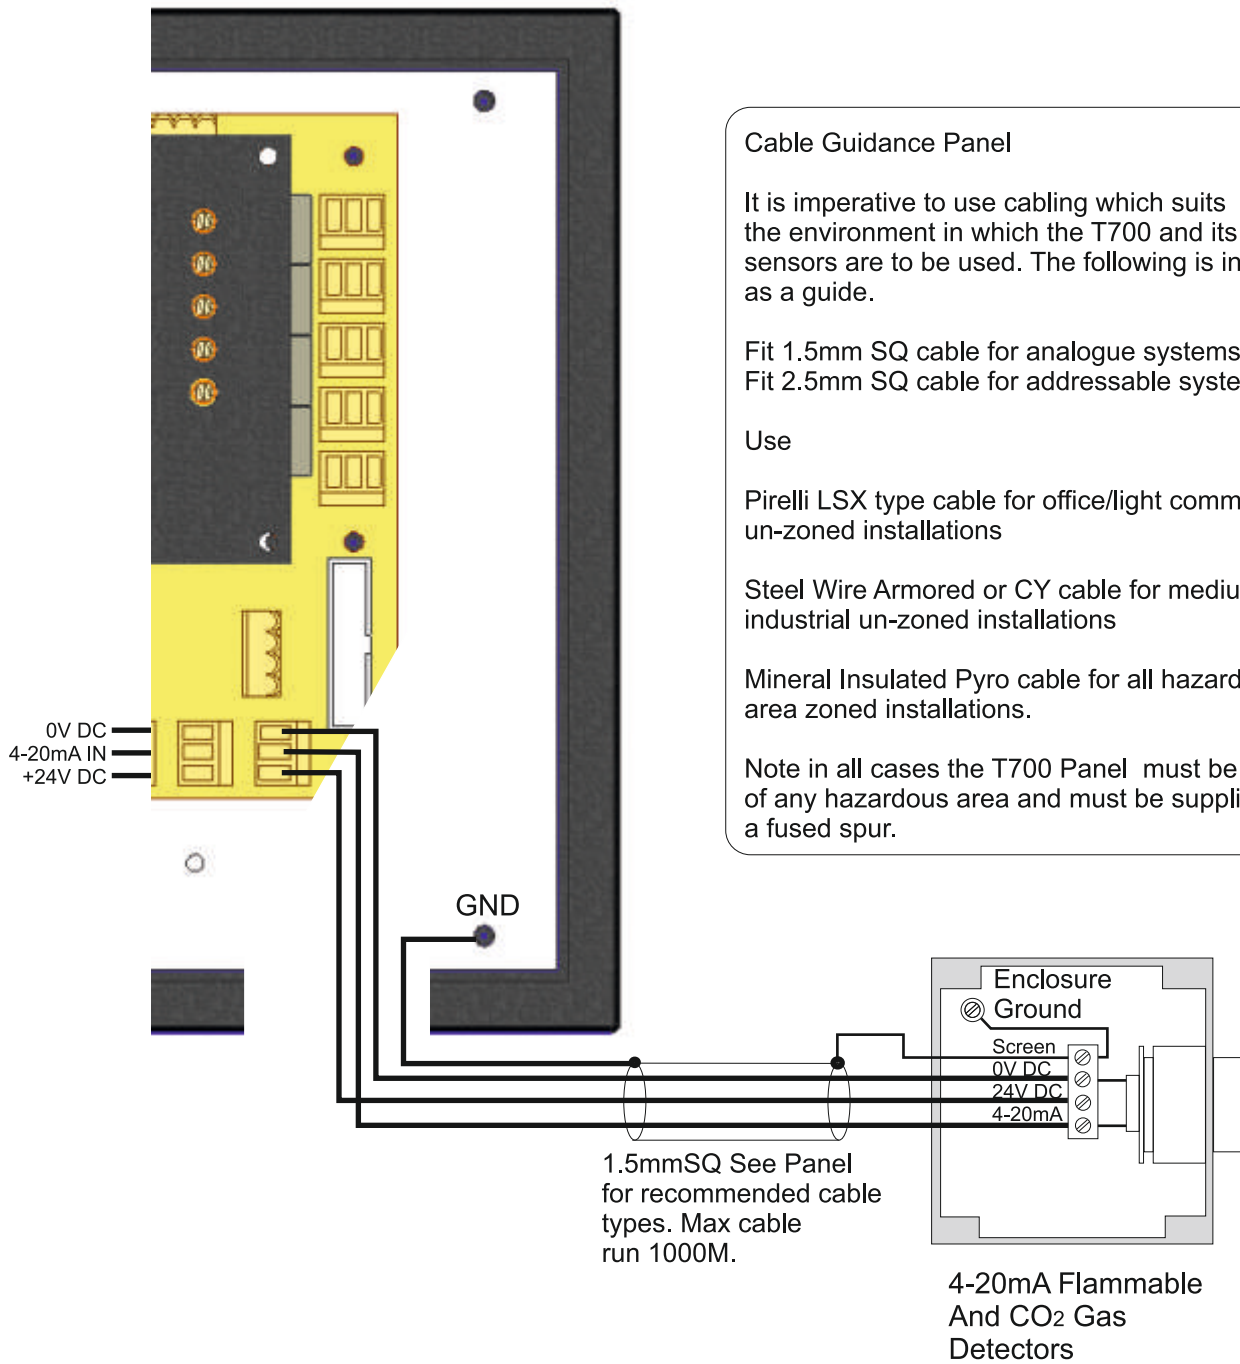 Cable Guidance Panel
It is imperative to use cabling which suits
the environment in which the T700 and its
sensors are to be used. The following is in
as a guide.
Fit 1.5mm SQ cable for analogue systems
Fit 2.5mm SQ cable for addressable syste
Use
Pirelli LSX type cable for office/light comm
un-zoned installations
Steel Wire Armored or CY cable for mediu
industrial un-zoned installations
Mineral Insulated Pyro cable for all hazard
area zoned installations.
Note in all cases the T700 Panel must be
of any hazardous area and must be suppli
a fused spur.
0V DC
4-20mA IN
+24V DC
GND
Enclosure
Ground
Screen
0V DC
24V DC
4-20mA
1.5mmSQ See Panel
for recommended cable
types. Max cable
run 1000M.
4-20mA Flammable
And CO2 Gas
Detectors